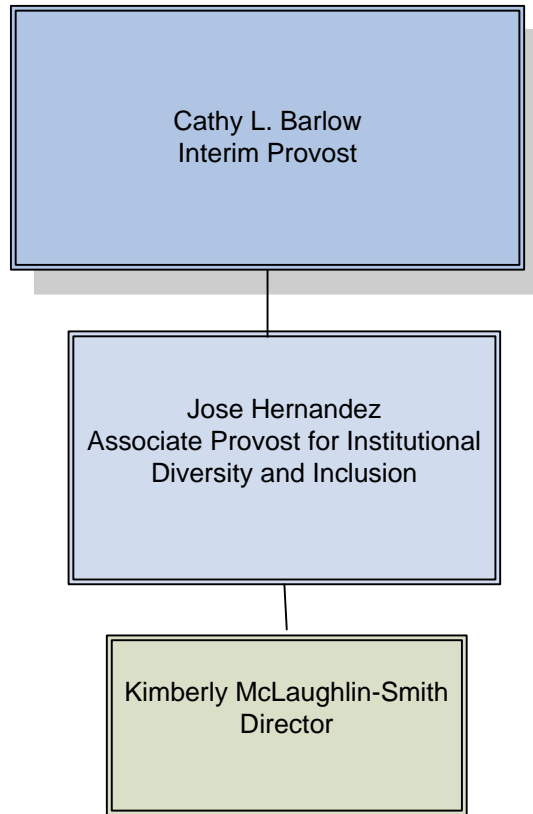 Cathy L. Barlow
Interim Provost
Jose Hernandez
Associate Provost for Institutional
Diversity and Inclusion
Kimberly McLaughlin-Smith
Director